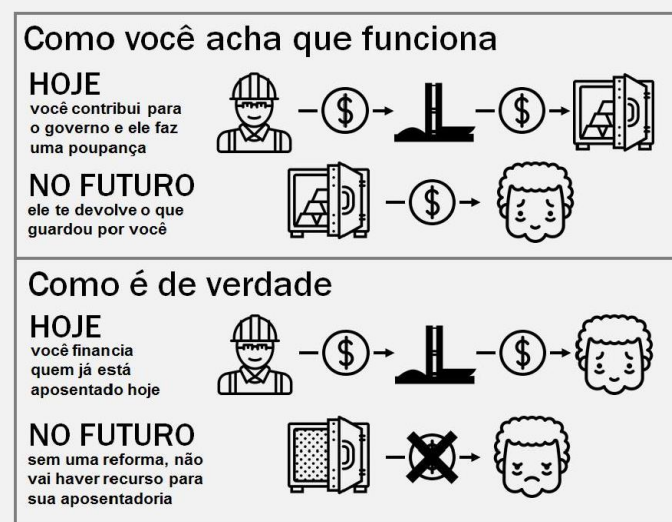 Como você acha que funciona
HOJE
você contribui para
o governo e ele faz
uma poupança
$
$
NO FUTURO
ele te devolve o que
guardou por você
$
Como é de verdade
HOJE
você financia
quem já está
aposentado hoje
$
$
NO FUTURO
sem uma reforma, não
vai haver recurso para
sua aposentadoria